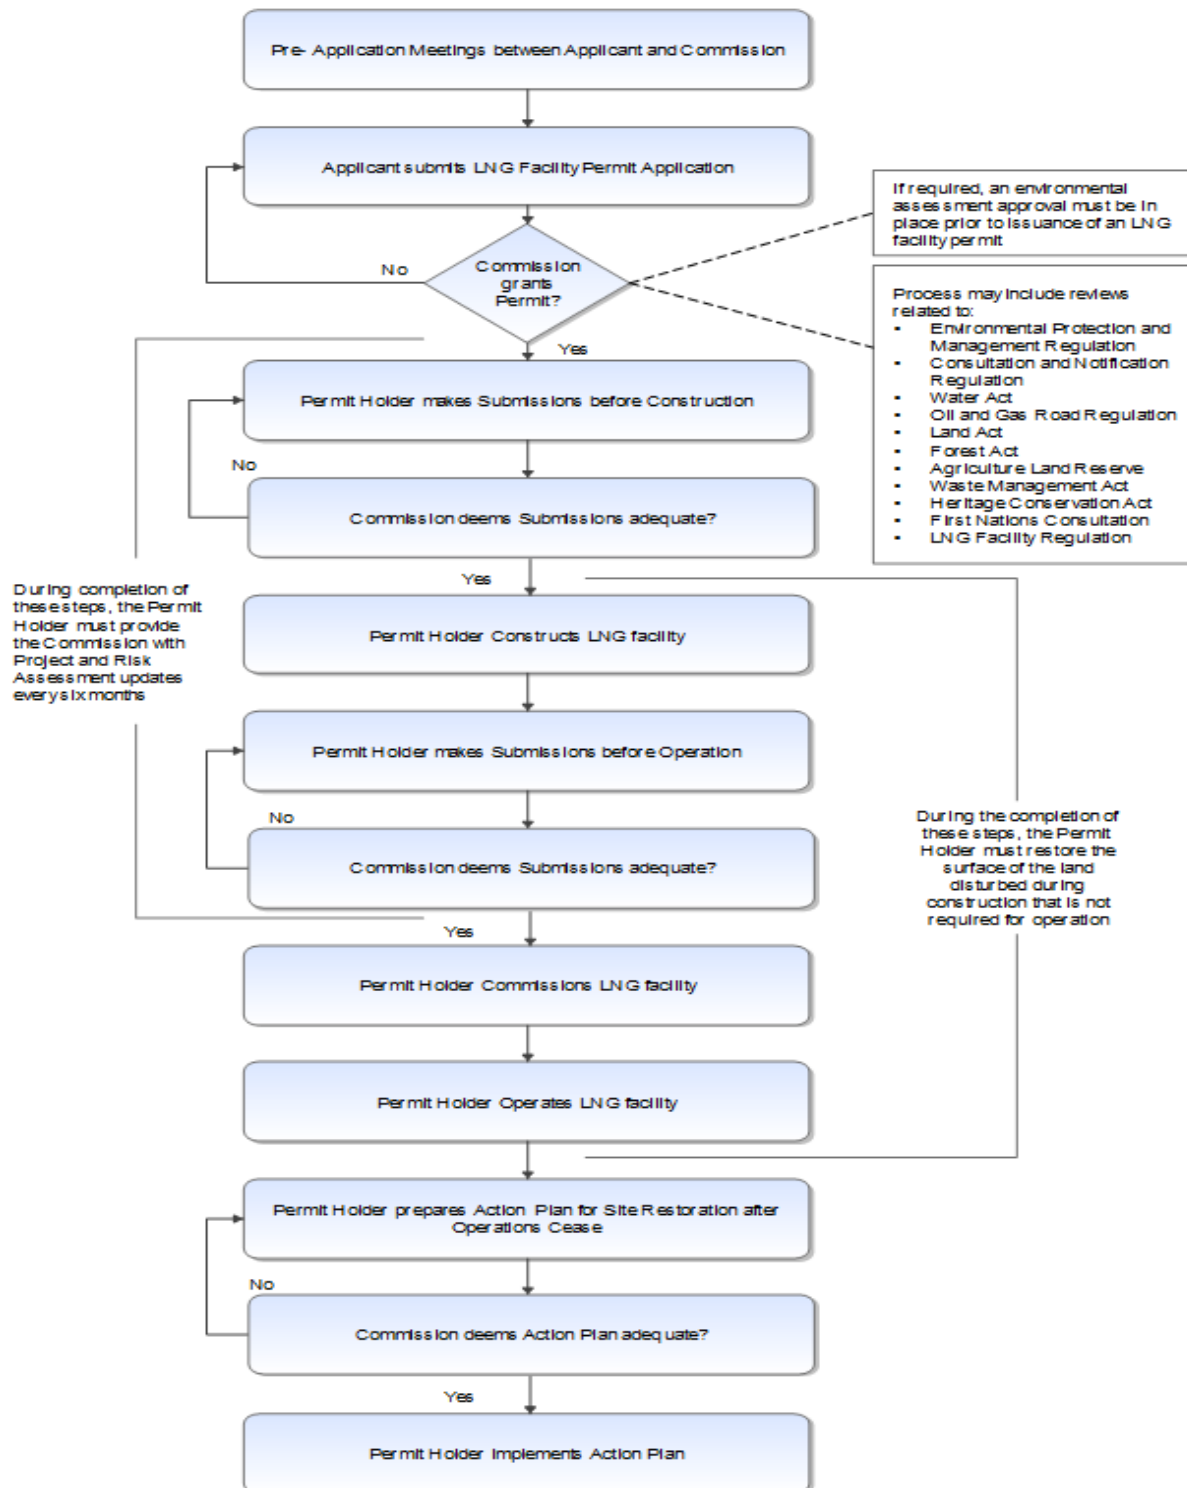 Pre- Application Meetings between Applicant and Commission
Applicant submits LNG Facility Permit Application
If required, an environmental
assessment approval must be in
place prior to issuance of an LNG
facility permit
No
Commission
grants
Permit?
Process may include reviews
related to:
• Environmental Protection and
Management Regulation
• Consultation and Notification
Regulation
• Water Act
• Oil and Gas Road Regulation
• Land Act
• Forest Act
• Agriculture Land Reserve
• Waste Management Act
• Heritage Conservation Act
• First Nations Consultation
• LNG Facility Regulation
Yes
Permit Holder makes Submissions before Construction
No
Commission deems Submissions adequate?
Yes
During completion of
these steps, the Permit
Holder must provide
the Commission with
Project and Risk
Assessment updates
every six months
Permit Holder Constructs LNG facility
Permit Holder makes Submissions before Operation
No
Commission deems Submissions adequate?
During the completion of
these steps, the Permit
Holder must restore the
surface of the land
disturbed during
construction that is not
required for operation
Yes
Permit Holder Commissions LNG facility
Permit Holder Operates LNG facility
Permit Holder prepares Action Plan for Site Restoration after
Operations Cease
No
Commission deems Action Plan adequate?
Yes
Permit Holder Implements Action Plan